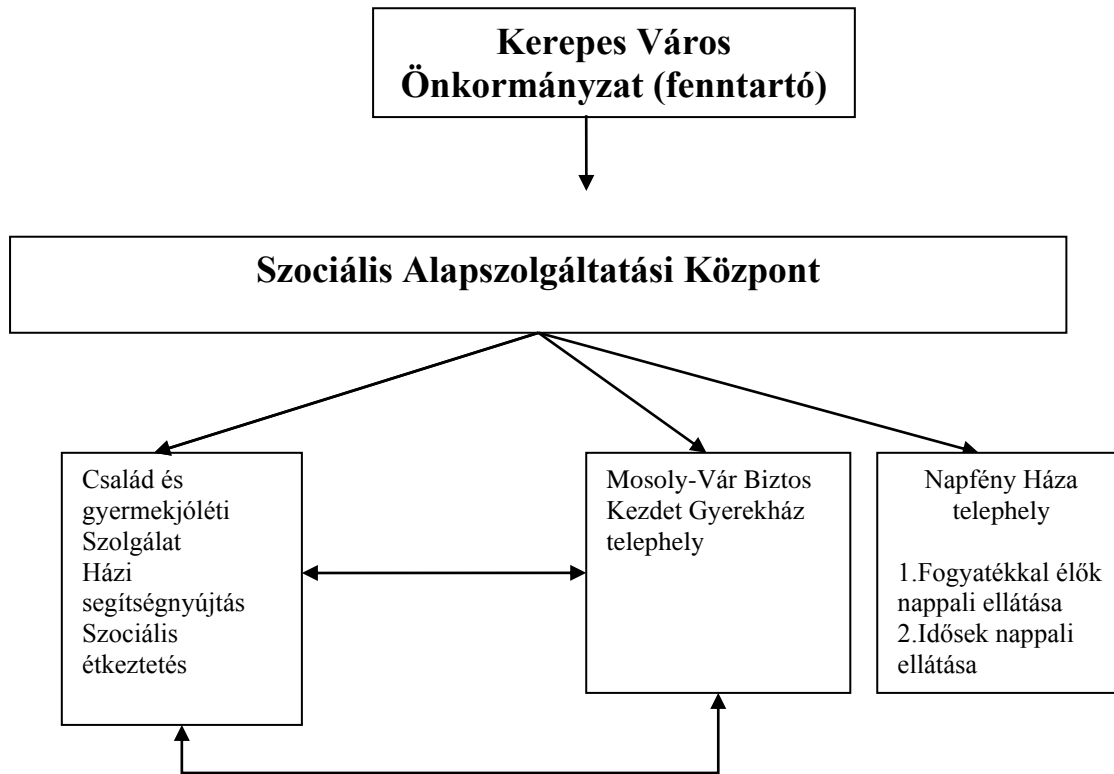 Kerepes Város
Önkormányzat (fenntartó)
Szociális Alapszolgáltatási Központ
Család és
gyermekjóléti
Szolgálat
Házi
segítségnyújtás
Szociális
étkeztetés
Mosoly-Vár Biztos
Kezdet Gyerekház
telephely
Napfény Háza
telephely
1.Fogyatékkal élők
nappali ellátása
2.Idősek nappali
ellátása